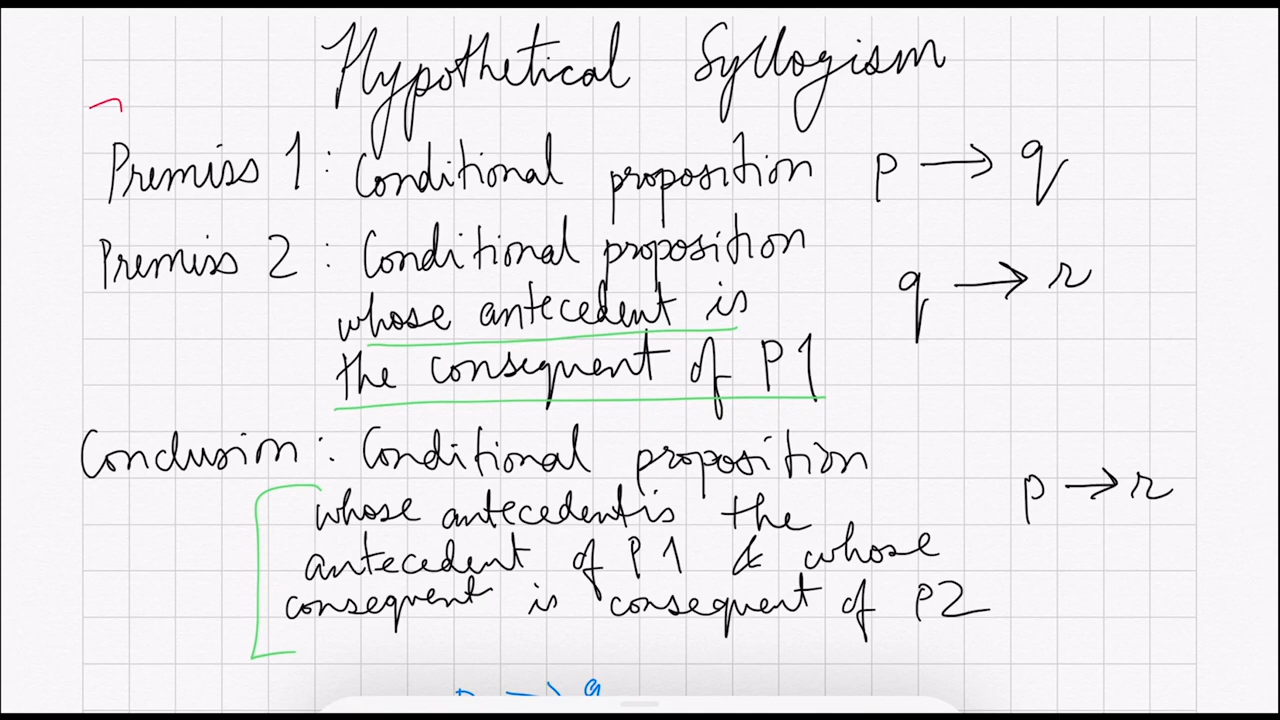 Hypothetical Syllogism
Premiss 1 : Conditional proposition p → q
Premiss 2 : Conditional proposition
whose antecedent is q → r
the consequent of P1
Conclusion : Conditional proposition
whose antecedent is the p → r
antecedent of P1 & whose
consequent is consequent of P2
p → q